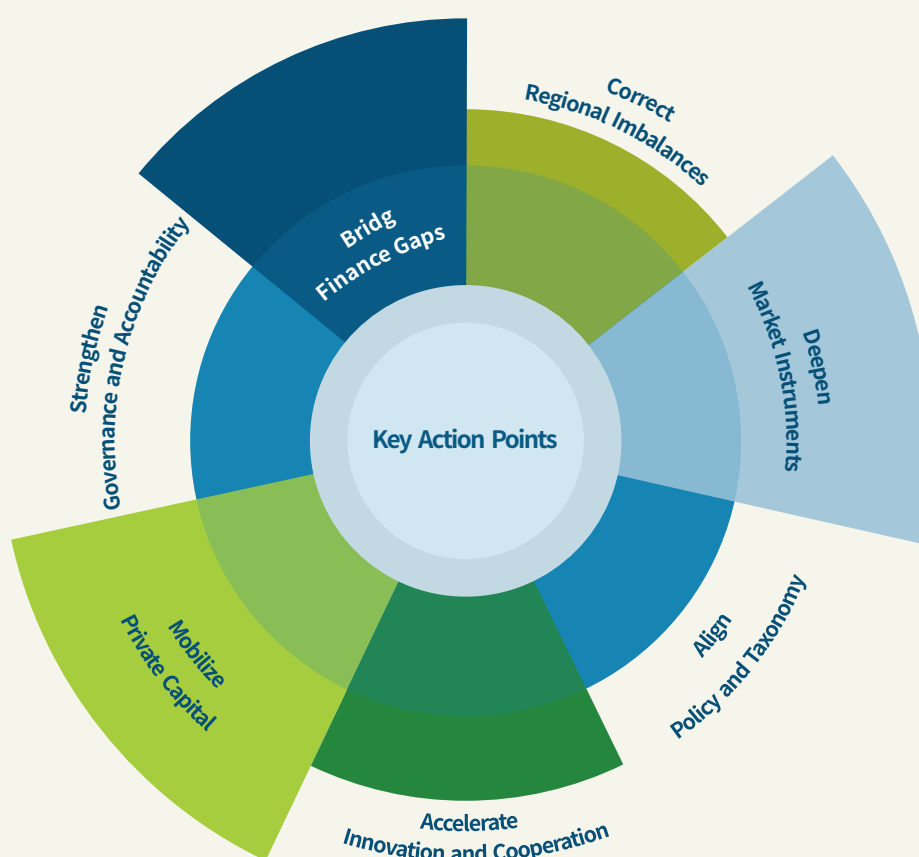 Key Action Points
Bridg
Finance Gaps
Correct
Regional Imbalances
Deepen
Market Instruments
Align
Policy and Taxonomy
Accelerate
Innovation and Cooperation
Mobilize
Private Capital
Strengthen
Governance and Accountability